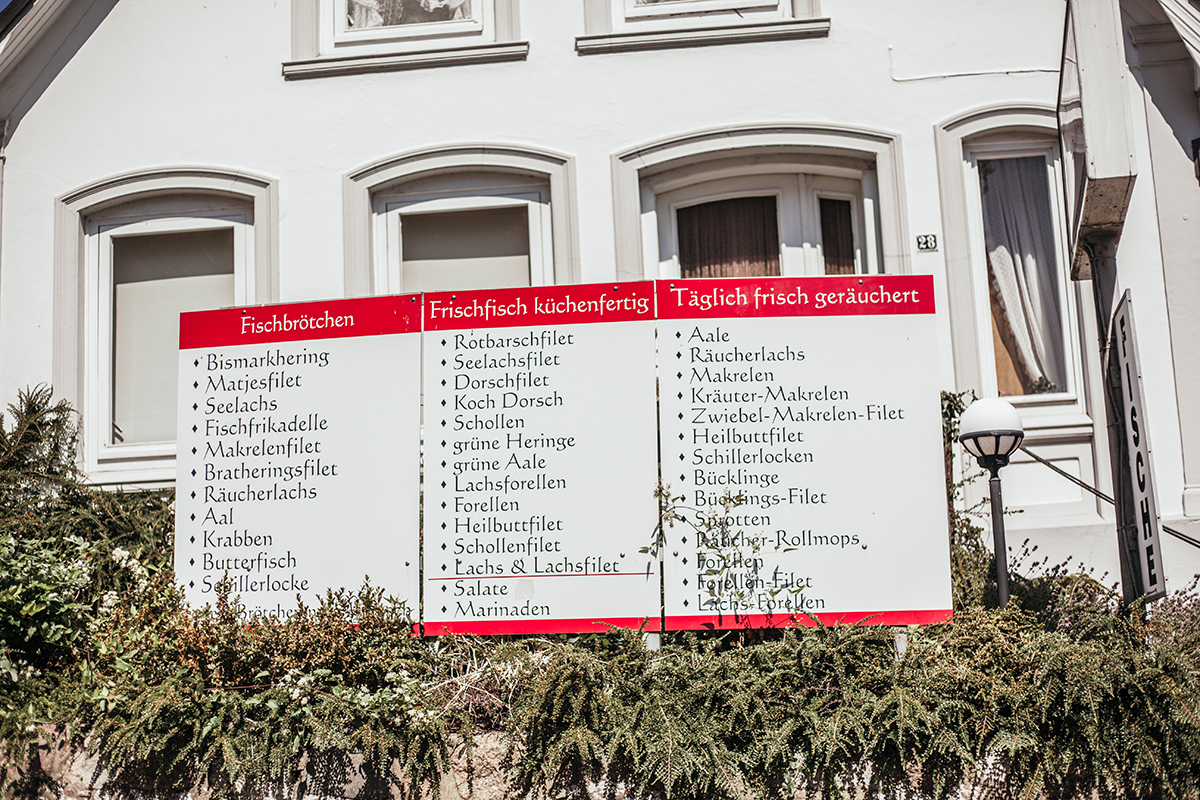 28
Fischbrötchen
♦ Bismarkhering
♦ Matjesfilet
♦ Seelachs
♦ Fischfrikadelle
♦ Makrelenfilet
♦ Bratheringsfilet
♦ Räucherlachs
♦ Aal
♦ Krabben
♦ Butterfisch
♦ Schillerlocke
Brötchen
Frischfisch küchenfertig
♦ Rotbarschfilet
♦ Seelachsfilet
♦ Dorschfilet
♦ Koch Dorsch
♦ Schollen
♦ grüne Heringe
♦ grüne Aale
♦ Lachsforellen
♦ Forellen
♦ Heilbuttfilet
♦ Schollenfilet
♦ Lachs & Lachsfilet
♦ Salate
♦ Marinaden
Täglich frisch geräuchert
♦ Aale
♦ Räucherlachs
♦ Makrelen
♦ Kräuter-Makrelen
♦ Zwiebel-Makrelen-Filet
♦ Heilbuttfilet
♦ Schillerlocken
♦ Bücklinge
♦ Bücklings-Filet
♦ Sprotten
♦ Räucher-Rollmops
♦ Forellen
♦ Forellen-Filet
♦ Lachs-Forellen
FISCHE